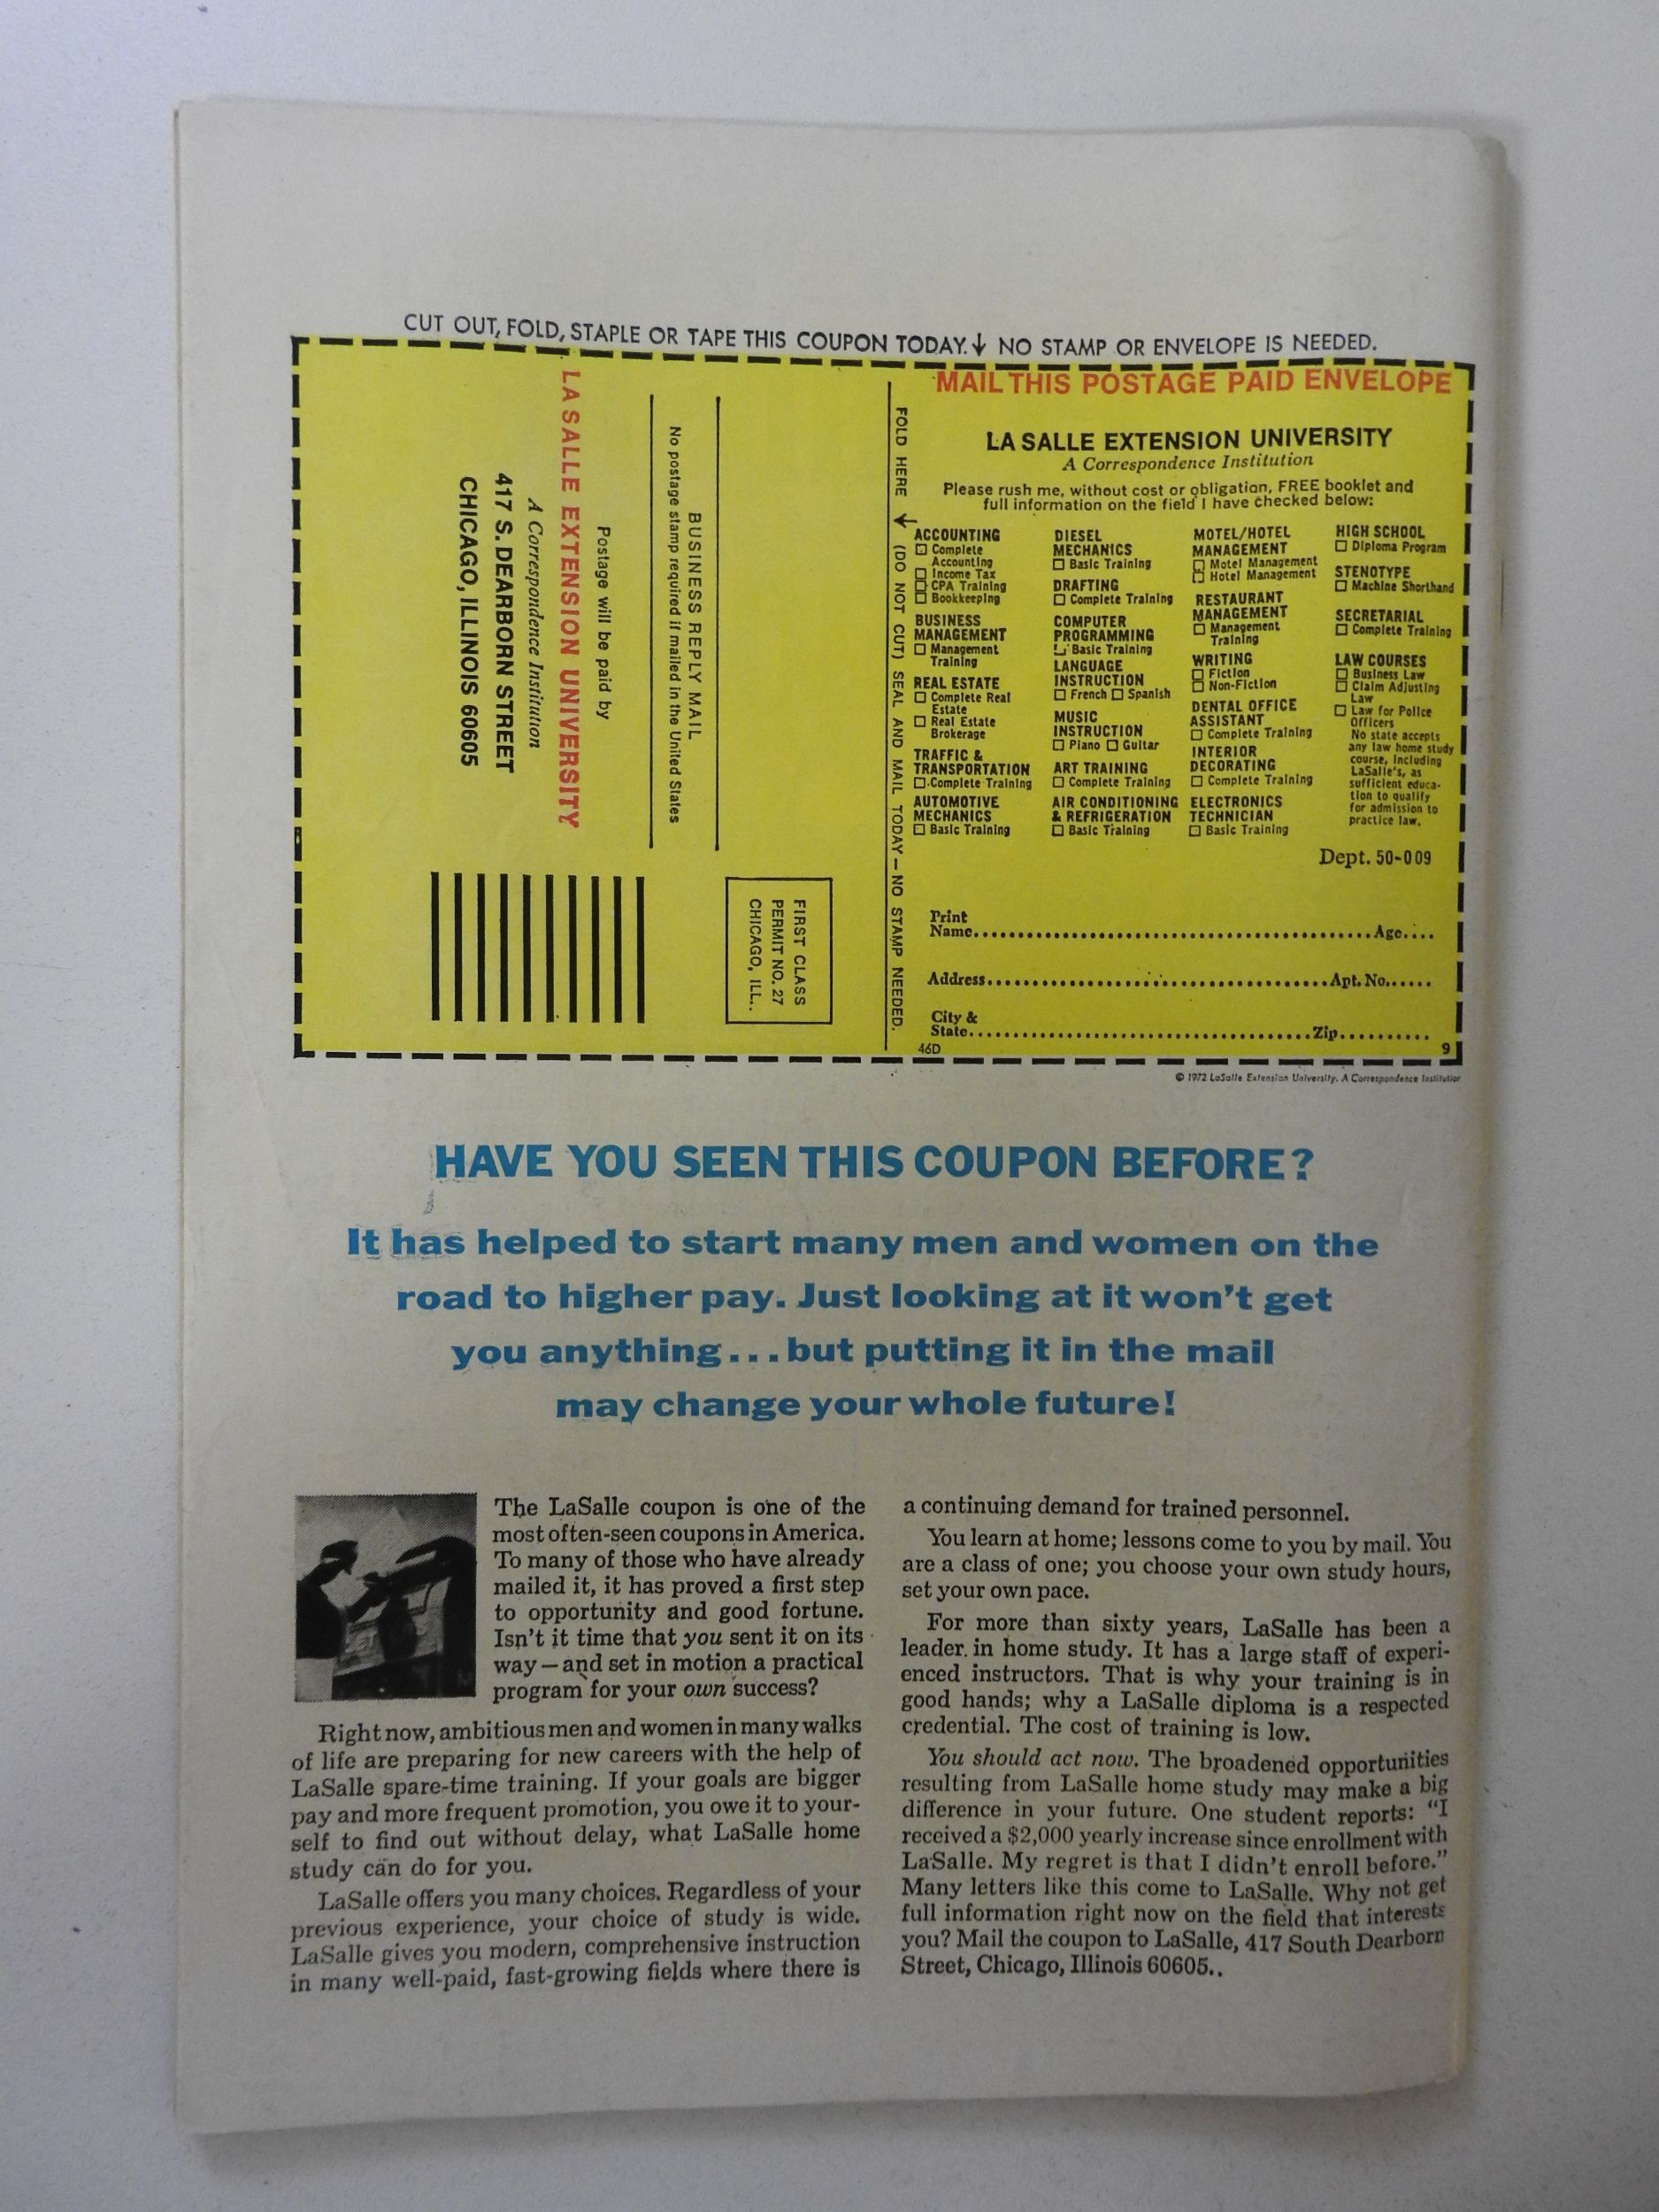 CUT OUT, FOLD, STAPLE OR TAPE THIS COUPON TODAY.↓ NO STAMP OR ENVELOPE IS NEEDED.
BUSINESS REPLY MAIL
No postage stamp required if mailed in the United States
Postage will be paid by
LA SALLE EXTENSION UNIVERSITY
A Correspondence Institution
417 S. DEARBORN STREET
CHICAGO, ILLINOIS 60605
FIRST CLASS
PERMIT NO. 27
CHICAGO, ILL..
FOLD HERE ↓ (DO NOT CUT) SEAL AND MAIL TODAY—NO STAMP NEEDED.
MAIL THIS POSTAGE PAID ENVELOPE
LA SALLE EXTENSION UNIVERSITY
A Correspondence Institution
Please rush me, without cost or obligation, FREE booklet and
full information on the field I have checked below:
ACCOUNTING
☐ Complete
Accounting
☐ Income Tax
☐ CPA Training
☐ Bookkeeping
BUSINESS
MANAGEMENT
☐ Management
Training
REAL ESTATE
☐ Complete Real
Estate
☐ Real Estate
Brokerage
TRAFFIC &
TRANSPORTATION
☐ Complete Training
AUTOMOTIVE
MECHANICS
☐ Basic Training
DIESEL
MECHANICS
☐ Basic Training
DRAFTING
☐ Complete Training
COMPUTER
PROGRAMMING
☐ Basic Training
LANGUAGE
INSTRUCTION
☐ French ☐ Spanish
MUSIC
INSTRUCTION
☐ Piano ☐ Guitar
ART TRAINING
☐ Complete Training
AIR CONDITIONING
& REFRIGERATION
☐ Basic Training
MOTEL/HOTEL
MANAGEMENT
☐ Motel Management
☐ Hotel Management
RESTAURANT
MANAGEMENT
☐ Management
Training
WRITING
☐ Fiction
☐ Non-Fiction
DENTAL OFFICE
ASSISTANT
☐ Complete Training
INTERIOR
DECORATING
☐ Complete Training
ELECTRONICS
TECHNICIAN
☐ Basic Training
HIGH SCHOOL
☐ Diploma Program
STENOTYPE
☐ Machine Shorthand
SECRETARIAL
☐ Complete Training
LAW COURSES
☐ Business Law
☐ Claim Adjusting
Law
☐ Law for Police
Officers
No state accepts
any law home study
course, including
LaSalle's, as
sufficient educa-
tion to qualify
for admission to
practice law.
Dept. 50-009
Print
Name..............................Age....
Address..............................Apt. No......
City &
State..............................Zip..........
46D 9
© 1972 LaSalle Extension University. A Correspondence Institution
HAVE YOU SEEN THIS COUPON BEFORE?
It has helped to start many men and women on the
road to higher pay. Just looking at it won't get
you anything...but putting it in the mail
may change your whole future!
The LaSalle coupon is one of the
most often-seen coupons in America.
To many of those who have already
mailed it, it has proved a first step
to opportunity and good fortune.
Isn't it time that you sent it on its
way—and set in motion a practical
program for your own success?
Right now, ambitious men and women in many walks
of life are preparing for new careers with the help of
LaSalle spare-time training. If your goals are bigger
pay and more frequent promotion, you owe it to your-
self to find out without delay, what LaSalle home
study can do for you.
LaSalle offers you many choices. Regardless of your
previous experience, your choice of study is wide.
LaSalle gives you modern, comprehensive instruction
in many well-paid, fast-growing fields where there is
a continuing demand for trained personnel.
You learn at home; lessons come to you by mail. You
are a class of one; you choose your own study hours,
set your own pace.
For more than sixty years, LaSalle has been a
leader in home study. It has a large staff of experi-
enced instructors. That is why your training is in
good hands; why a LaSalle diploma is a respected
credential. The cost of training is low.
You should act now. The broadened opportunities
resulting from LaSalle home study may make a big
difference in your future. One student reports: "I
received a $2,000 yearly increase since enrollment with
LaSalle. My regret is that I didn't enroll before."
Many letters like this come to LaSalle. Why not get
full information right now on the field that interests
you? Mail the coupon to LaSalle, 417 South Dearborn
Street, Chicago, Illinois 60605..